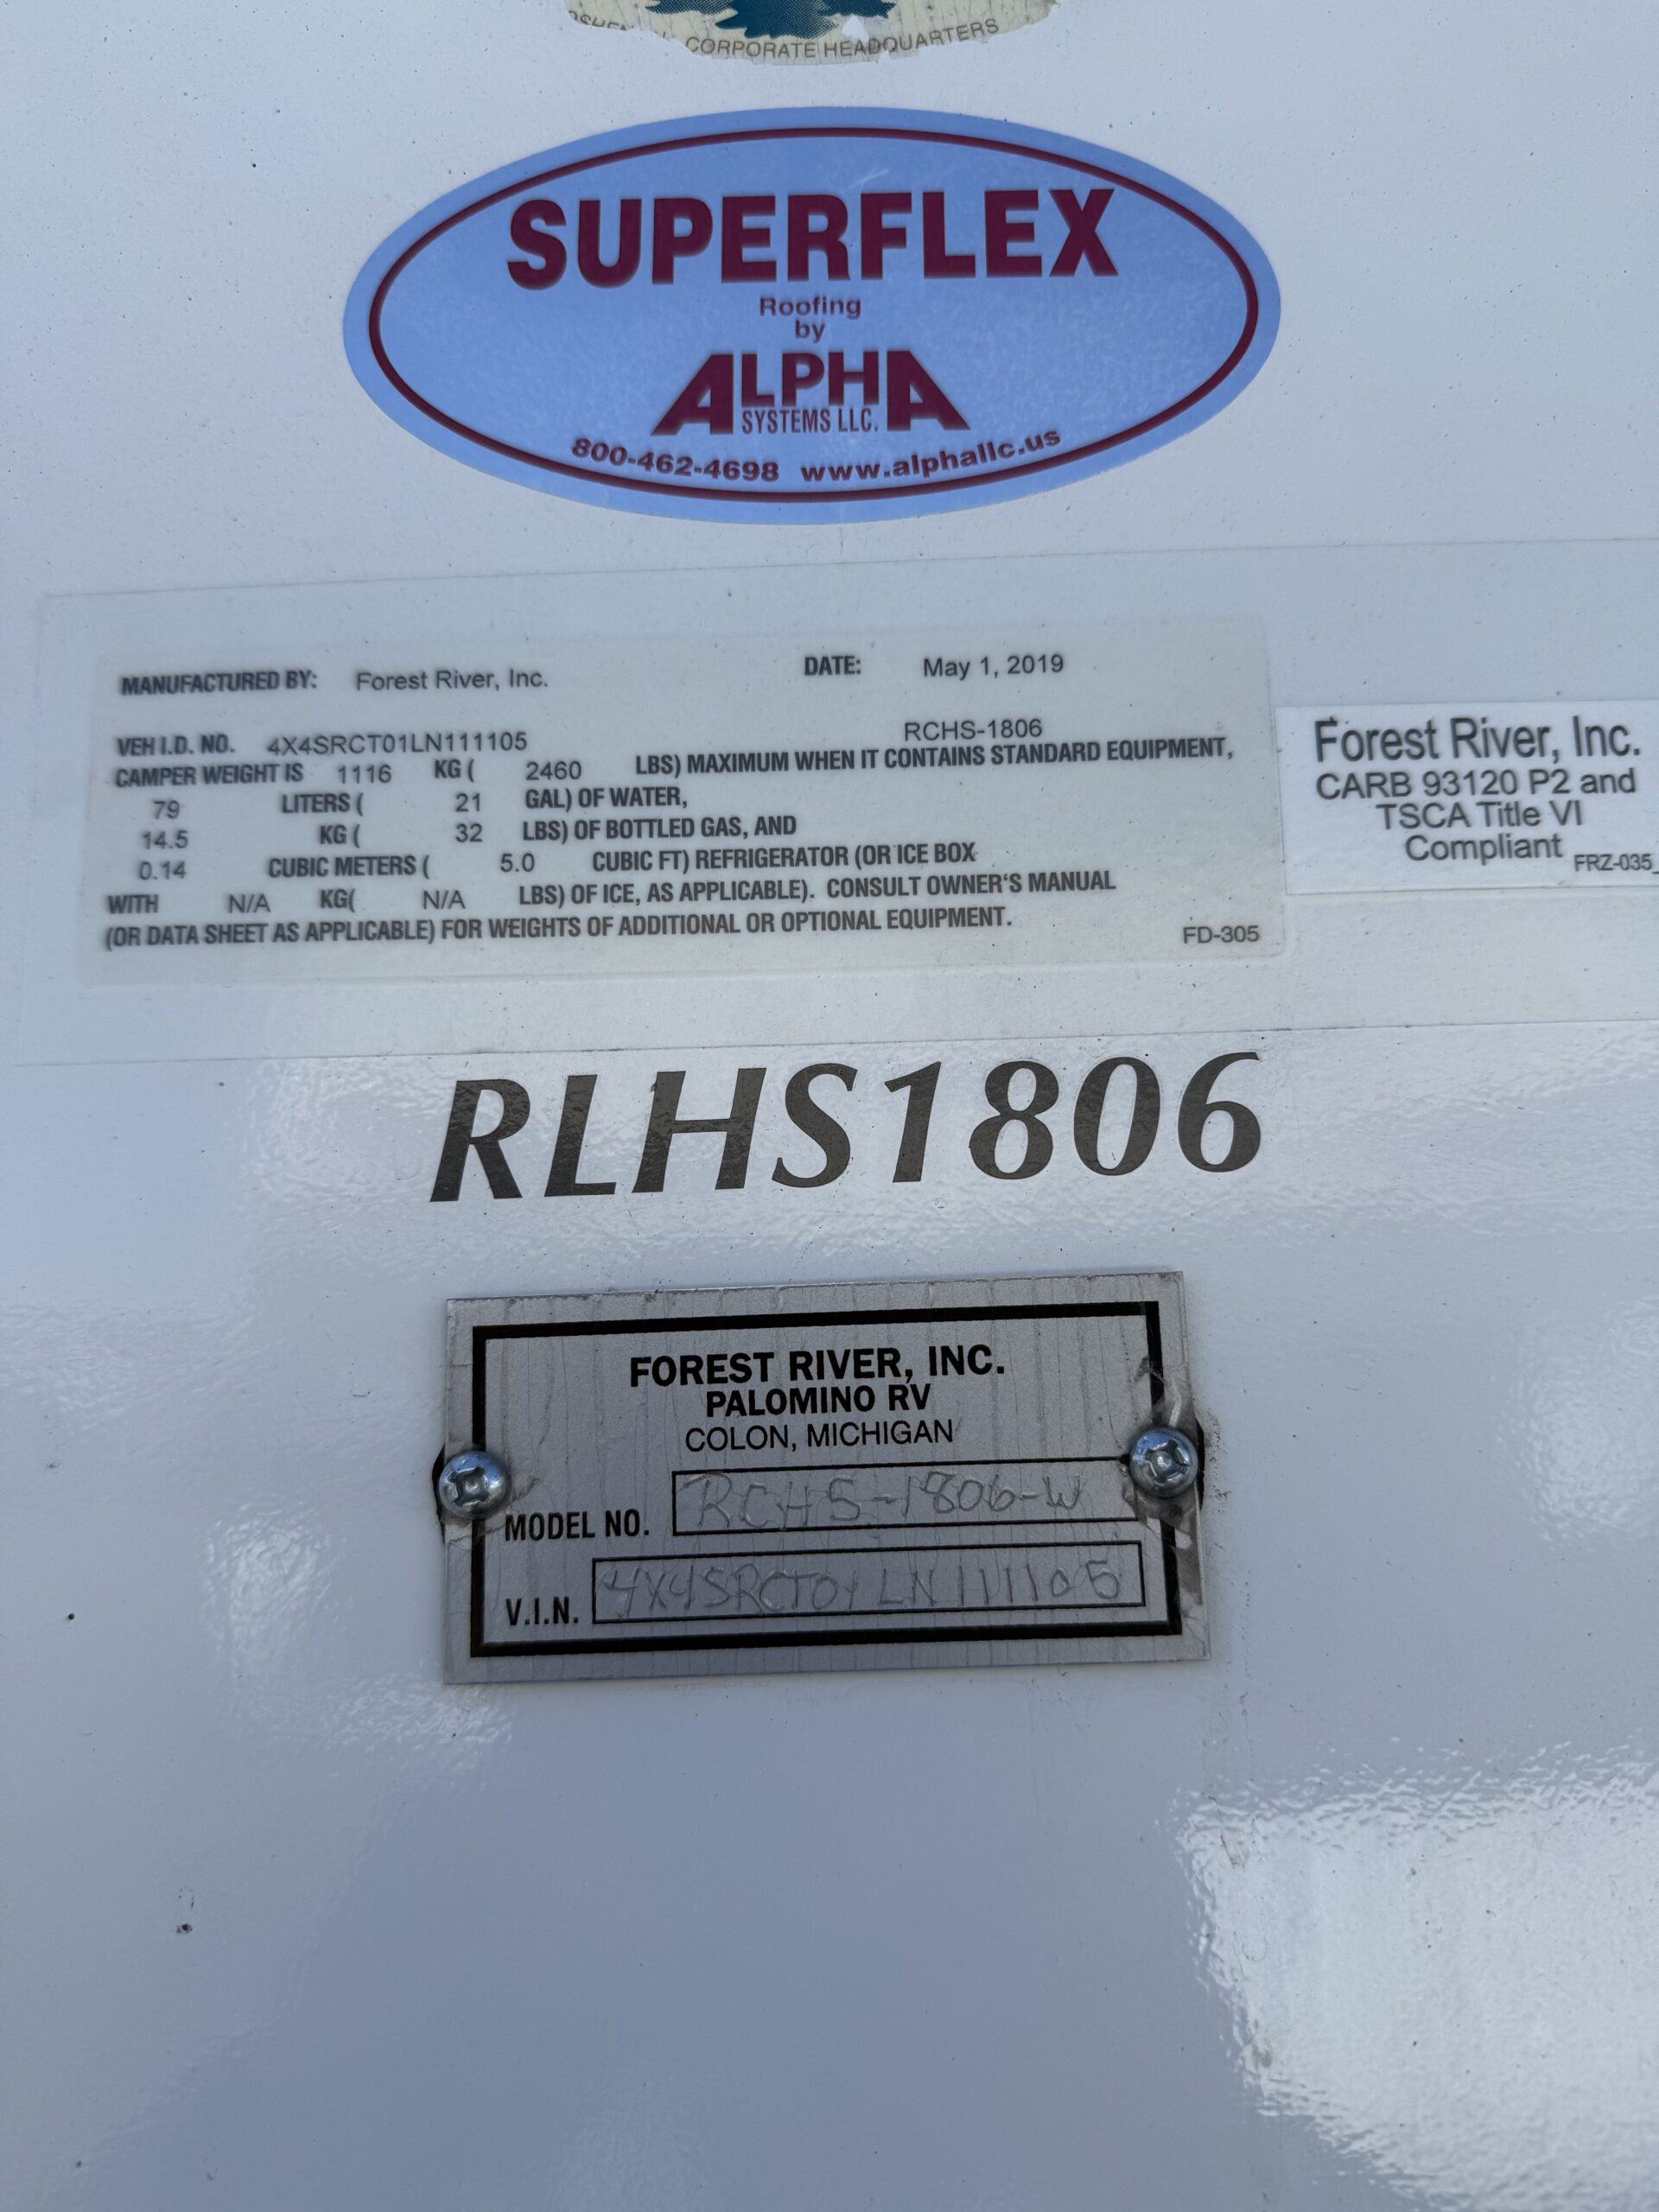 CORPORATE HEADQUARTERS
SUPERFLEX
Roofing
by
ALPHA
SYSTEMS LLC.
800-462-4698 www.alphallc.us
MANUFACTURED BY: Forest River, Inc. DATE: May 1, 2019
VEH I.D. NO. 4X4SRCT01LN111105 RCHS-1806
CAMPER WEIGHT IS 1116 KG ( 2460 LBS) MAXIMUM WHEN IT CONTAINS STANDARD EQUIPMENT,
79 LITERS ( 21 GAL) OF WATER,
14.5 KG ( 32 LBS) OF BOTTLED GAS, AND
0.14 CUBIC METERS ( 5.0 CUBIC FT) REFRIGERATOR (OR ICE BOX
WITH N/A KG( N/A LBS) OF ICE, AS APPLICABLE). CONSULT OWNER'S MANUAL
(OR DATA SHEET AS APPLICABLE) FOR WEIGHTS OF ADDITIONAL OR OPTIONAL EQUIPMENT.
FD-305
Forest River, Inc.
CARB 93120 P2 and
TSCA Title VI
Compliant
FRZ-035_
RLHS1806
FOREST RIVER, INC.
PALOMINO RV
COLON, MICHIGAN
MODEL NO. RCHS-1806-W
V.I.N. 4X4SRCT01LN111105